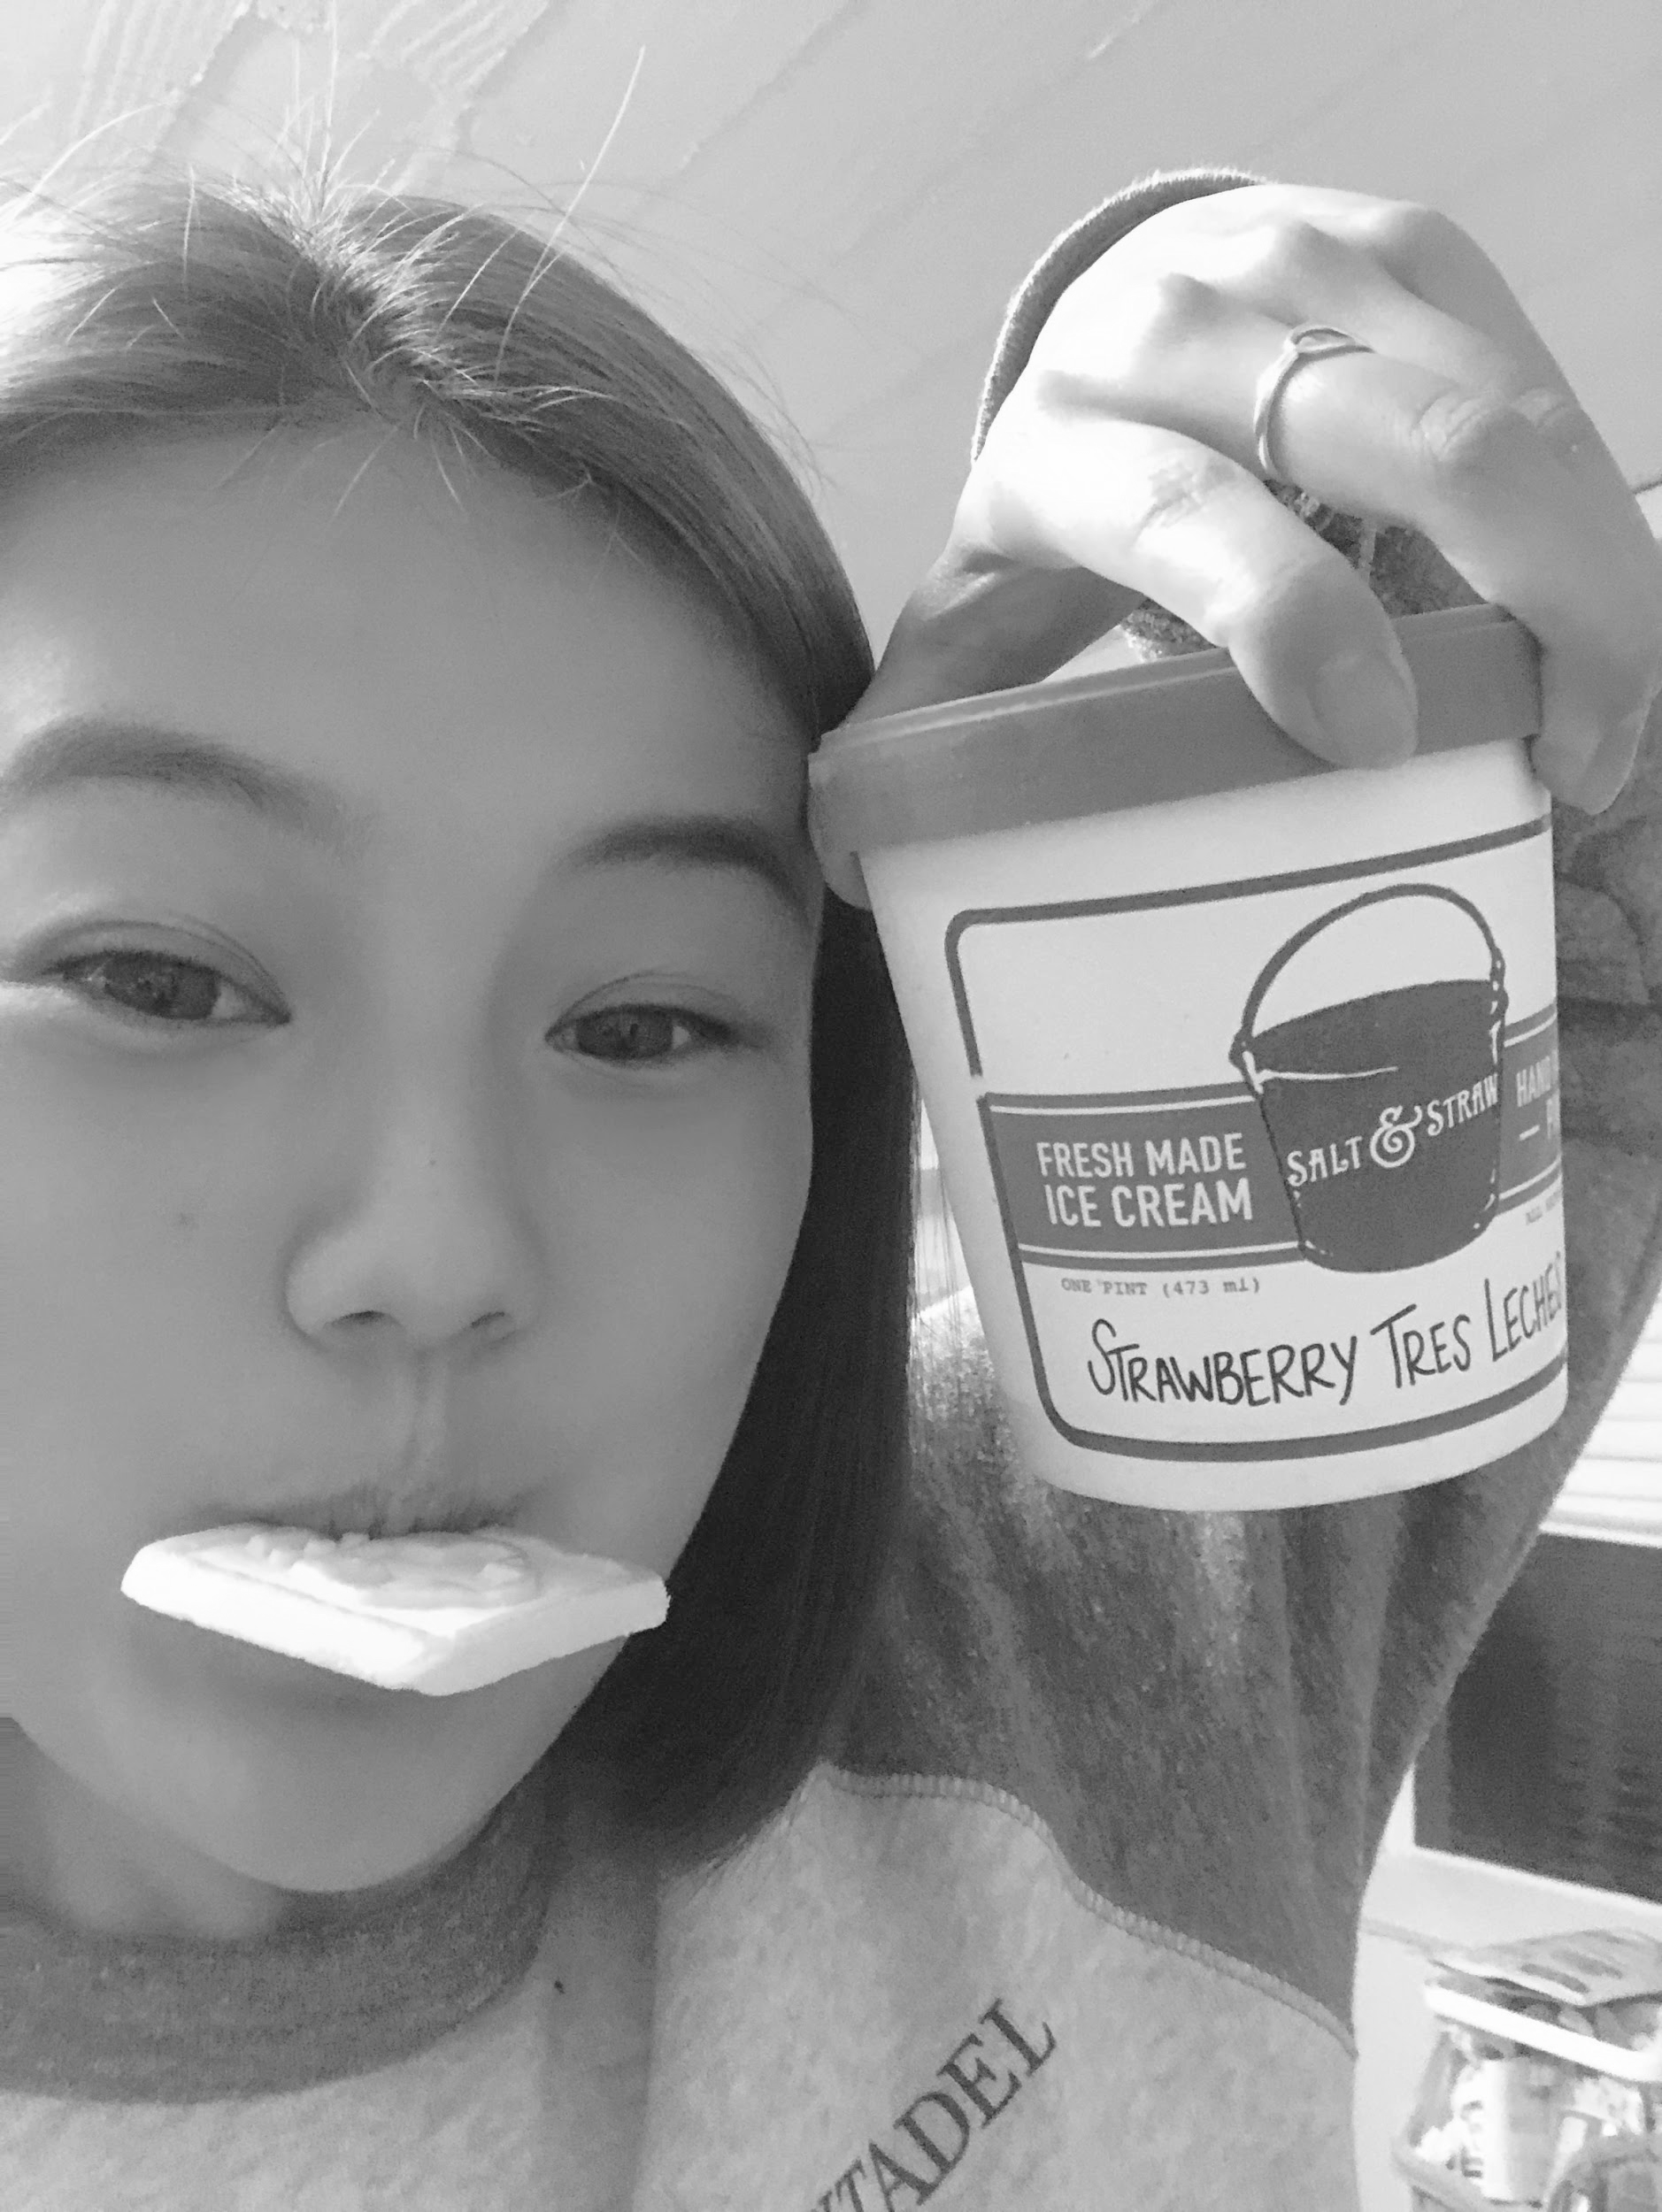 FRESH MADE
ICE CREAM
SALT & STRAW
ONE PINT (473 ml)
STRAWBERRY TRES LECHES